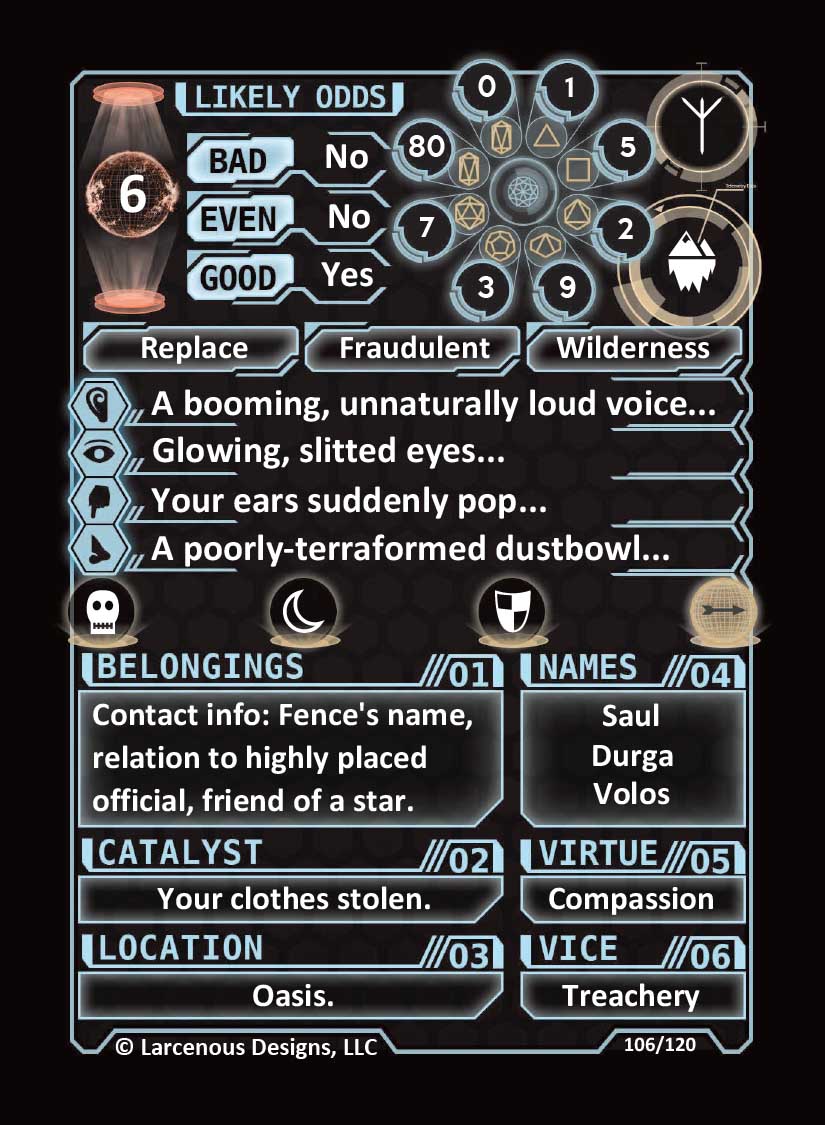 LIKELY ODDS
6
BAD No
EVEN No
GOOD Yes
0
1
5
2
9
3
7
80
Telemetry Data
Replace
Fraudulent
Wilderness
A booming, unnaturally loud voice...
Glowing, slitted eyes...
Your ears suddenly pop...
A poorly-terraformed dustbowl...
BELONGINGS ///01
Contact info: Fence's name,
relation to highly placed
official, friend of a star.
NAMES ///04
Saul
Durga
Volos
CATALYST ///02
Your clothes stolen.
VIRTUE ///05
Compassion
LOCATION ///03
Oasis.
VICE ///06
Treachery
© Larcenous Designs, LLC
106/120